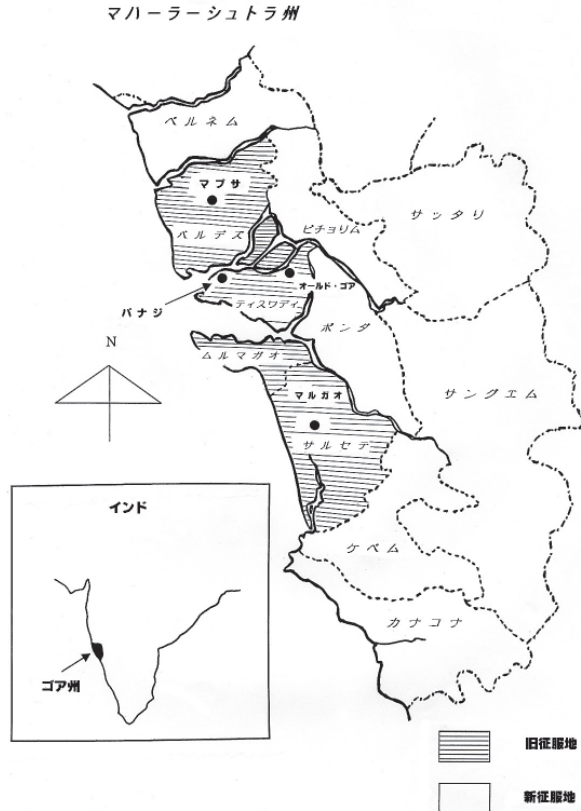 マハーラーシュトラ州
ペルネム
マプサ
サッタリ
バルデズ
ビチョリム
オールド・ゴア
パナジ
ティスワディ
ポンダ
N
ムルマガオ
サングエム
マルガオ
サルセテ
インド
ケペム
カナコナ
ゴア州
旧征服地
新征服地